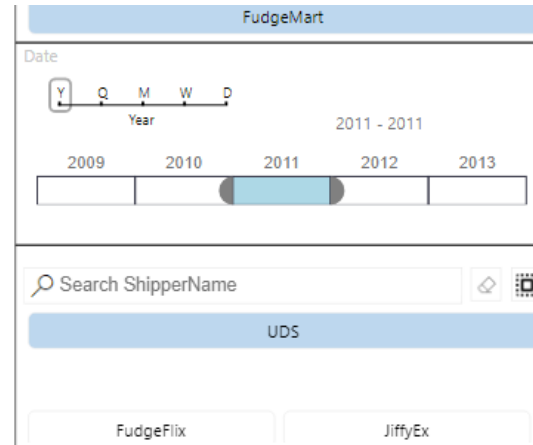 FudgeMart
Date
Y Q M W D
Year
2011 - 2011
2009 2010 2011 2012 2013
Search ShipperName
UDS
FudgeFlix JiffyEx